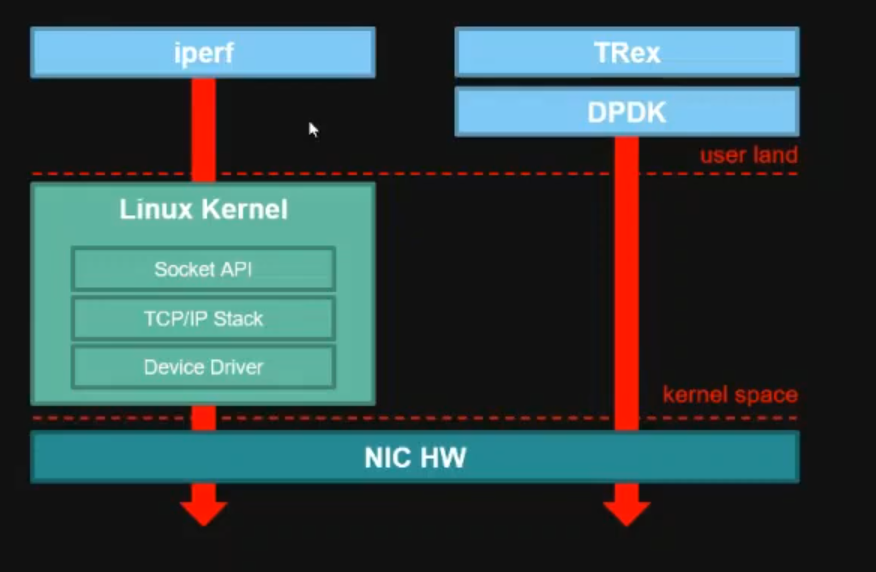 iperf
TRex
DPDK
user land
Linux Kernel
Socket API
TCP/IP Stack
Device Driver
kernel space
NIC HW